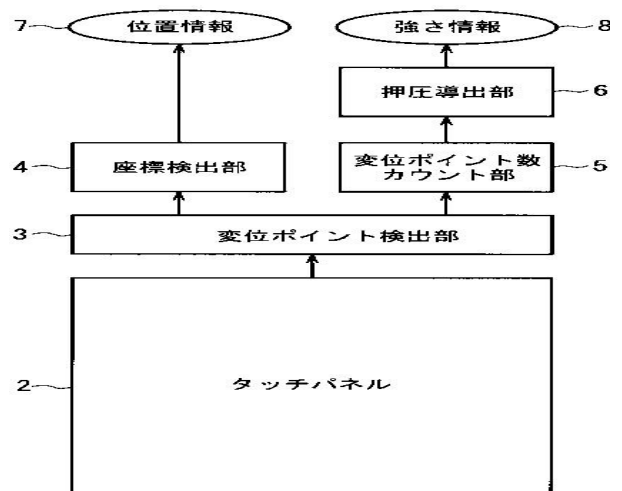 7 位置情報 強さ情報 8
押圧導出部 6
4 座標検出部 変位ポイント数 5
カウント部
3 変位ポイント検出部
2 タッチパネル